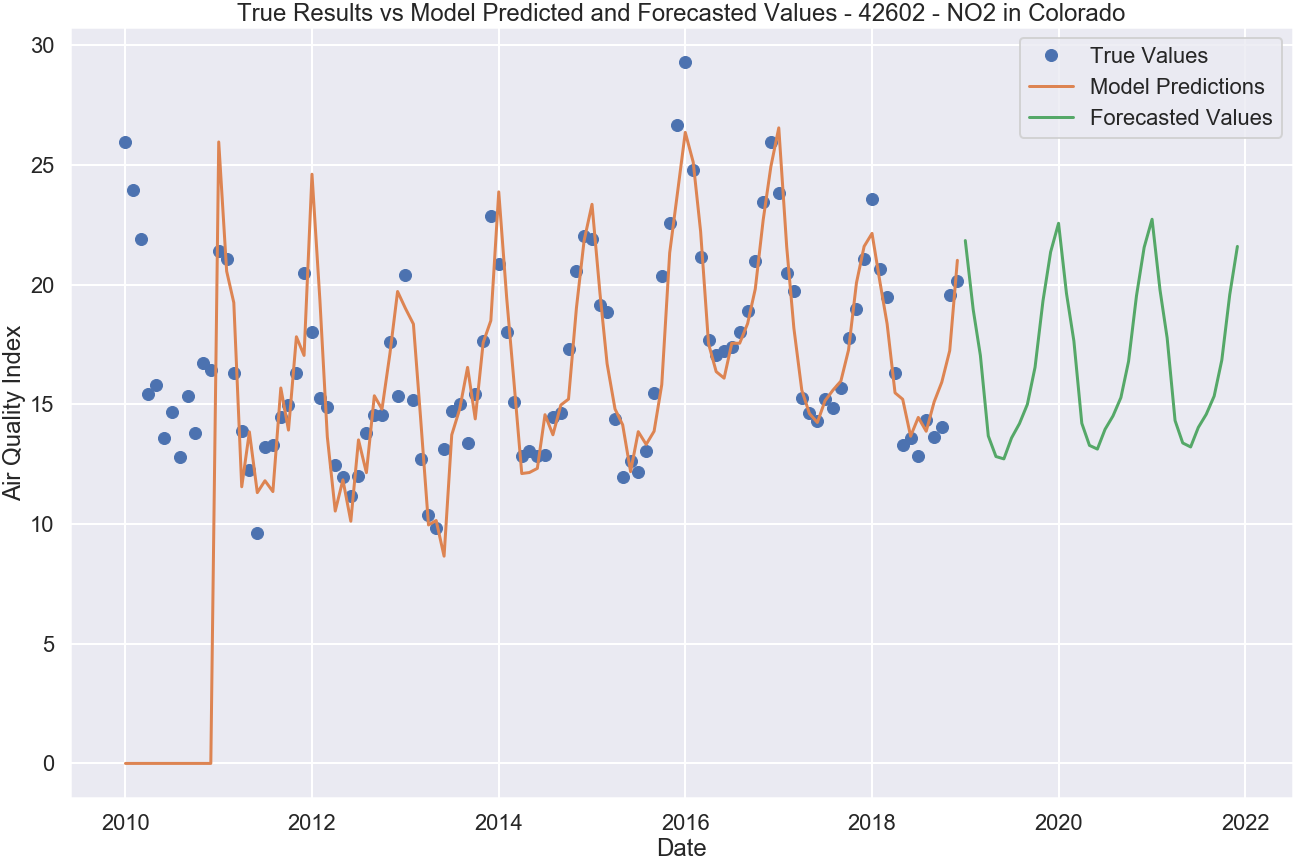 True Results vs Model Predicted and Forecasted Values - 42602 - NO2 in Colorado
30
25
20
15
10
5
0
Air Quality Index
True Values
Model Predictions
Forecasted Values
2010
2012
2014
2016
2018
2020
2022
Date